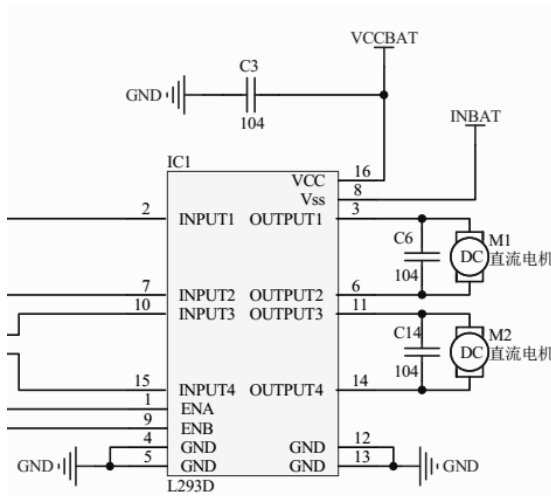 VCCBAT
C3
GND
104
INBAT
IC1
VCC 16
Vss 8
2 INPUT1 OUTPUT1 3
C6
104
M1
DC 直流电机
7 INPUT2 OUTPUT2 6
10 INPUT3 OUTPUT3 11
C14
104
M2
DC 直流电机
15 INPUT4 OUTPUT4 14
1 ENA
9 ENB
4 GND GND 12
GND 5 GND GND 13 GND
L293D